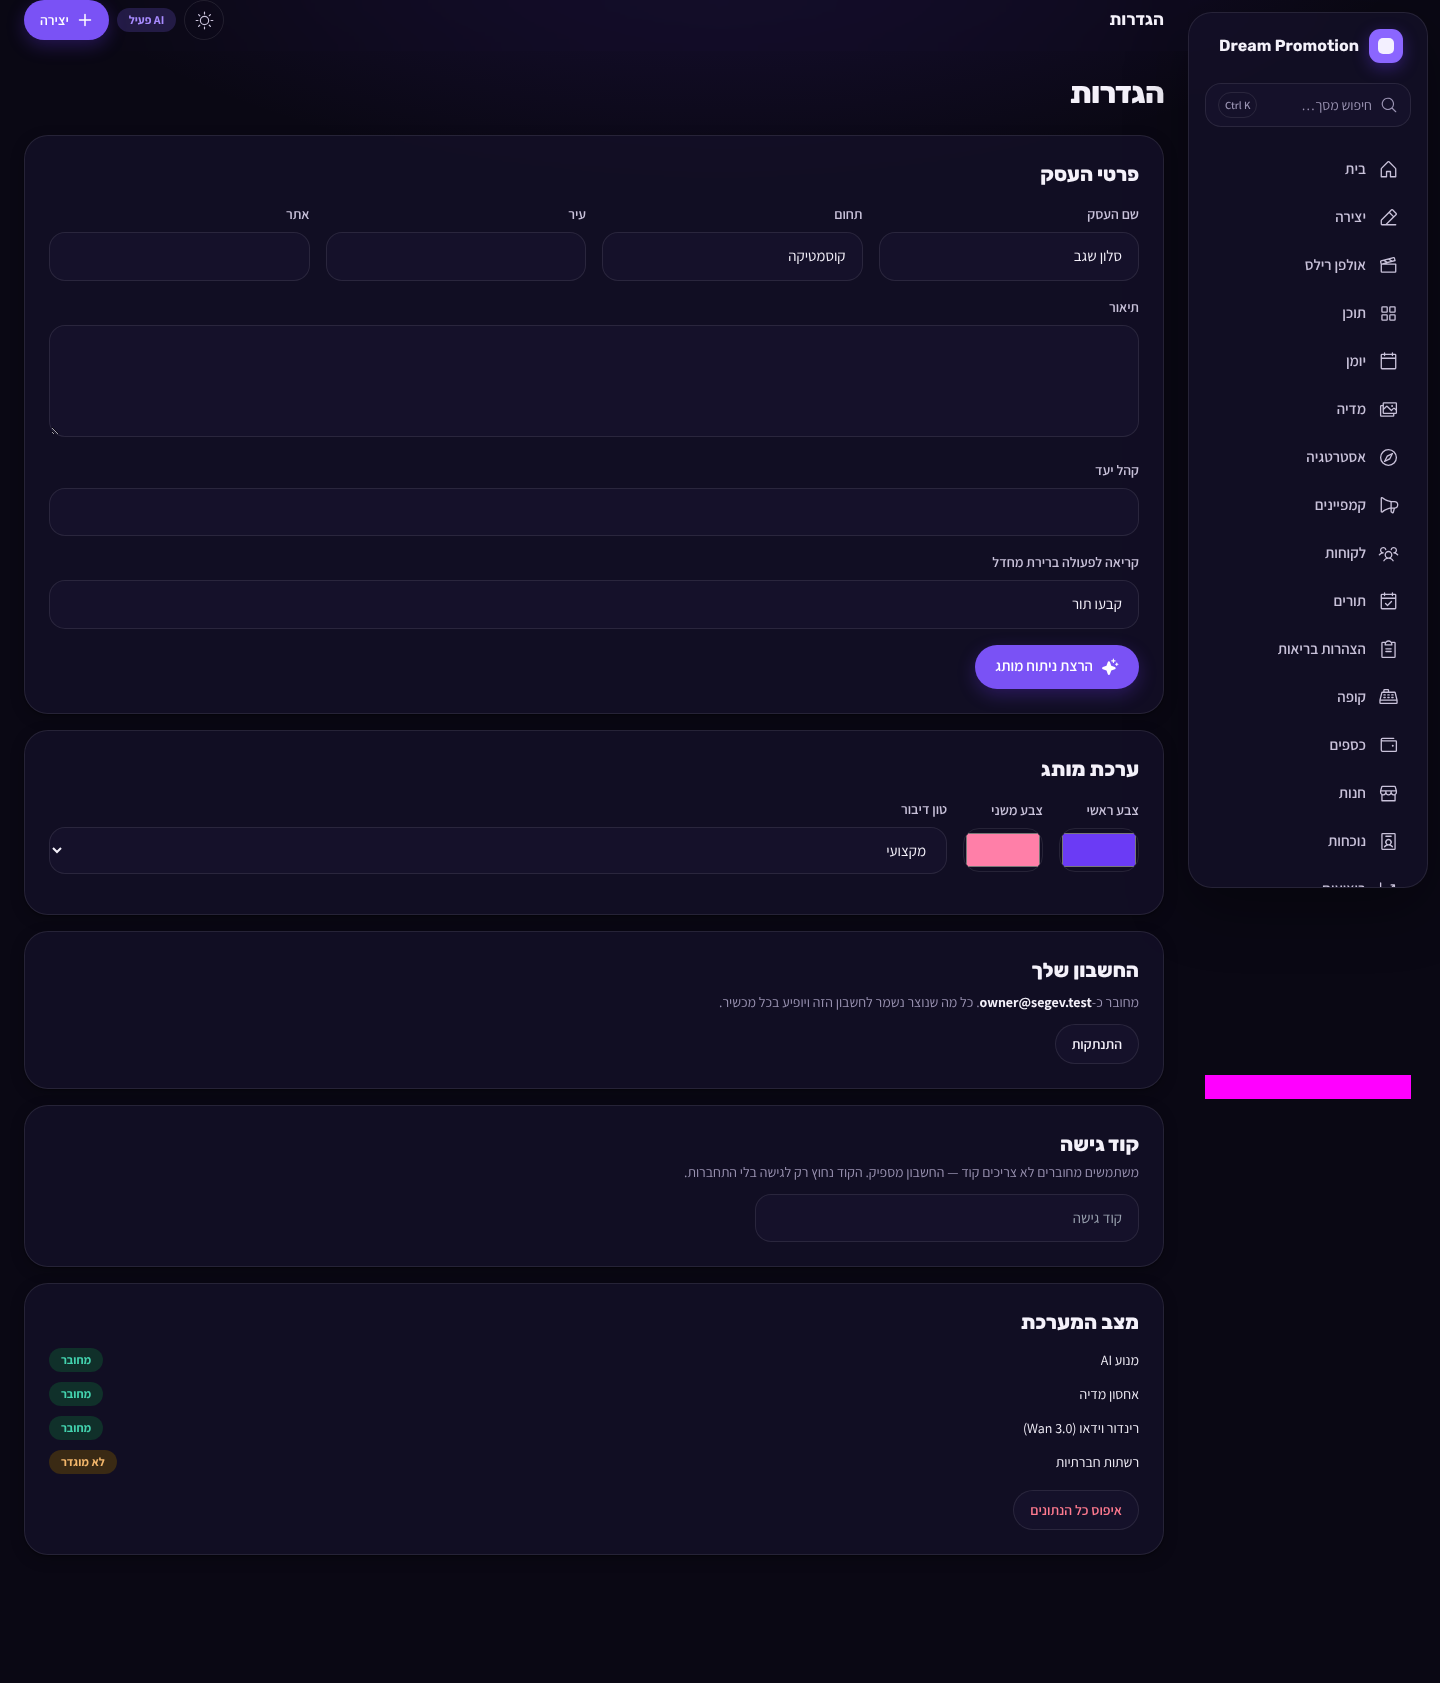 Dream Promotion
חיפוש מסך…
Ctrl K
בית
יצירה
אולפן רילס
תוכן
יומן
מדיה
אסטרטגיה
קמפיינים
לקוחות
תורים
הצהרות בריאות
קופה
כספים
חנות
נוכחות
הגדרות
AI פעיל
יצירה
הגדרות
פרטי העסק
שם העסק
תחום
עיר
אתר
סלון שגב
קוסמטיקה
תיאור
קהל יעד
קריאה לפעולה ברירת מחדל
קבעו תור
הרצת ניתוח מותג
ערכת מותג
צבע ראשי
צבע משני
טון דיבור
מקצועי
החשבון שלך
מחובר כ-owner@segev.test. כל מה שנוצר נשמר לחשבון הזה ויופיע בכל מכשיר.
התנתקות
קוד גישה
משתמשים מחוברים לא צריכים קוד — החשבון מספיק. הקוד נחוץ רק לגישה בלי התחברות.
קוד גישה
מצב המערכת
מנוע AI
מחובר
אחסון מדיה
מחובר
רינדור וידאו (Wan 3.0)
מחובר
רשתות חברתיות
לא מוגדר
איפוס כל הנתונים